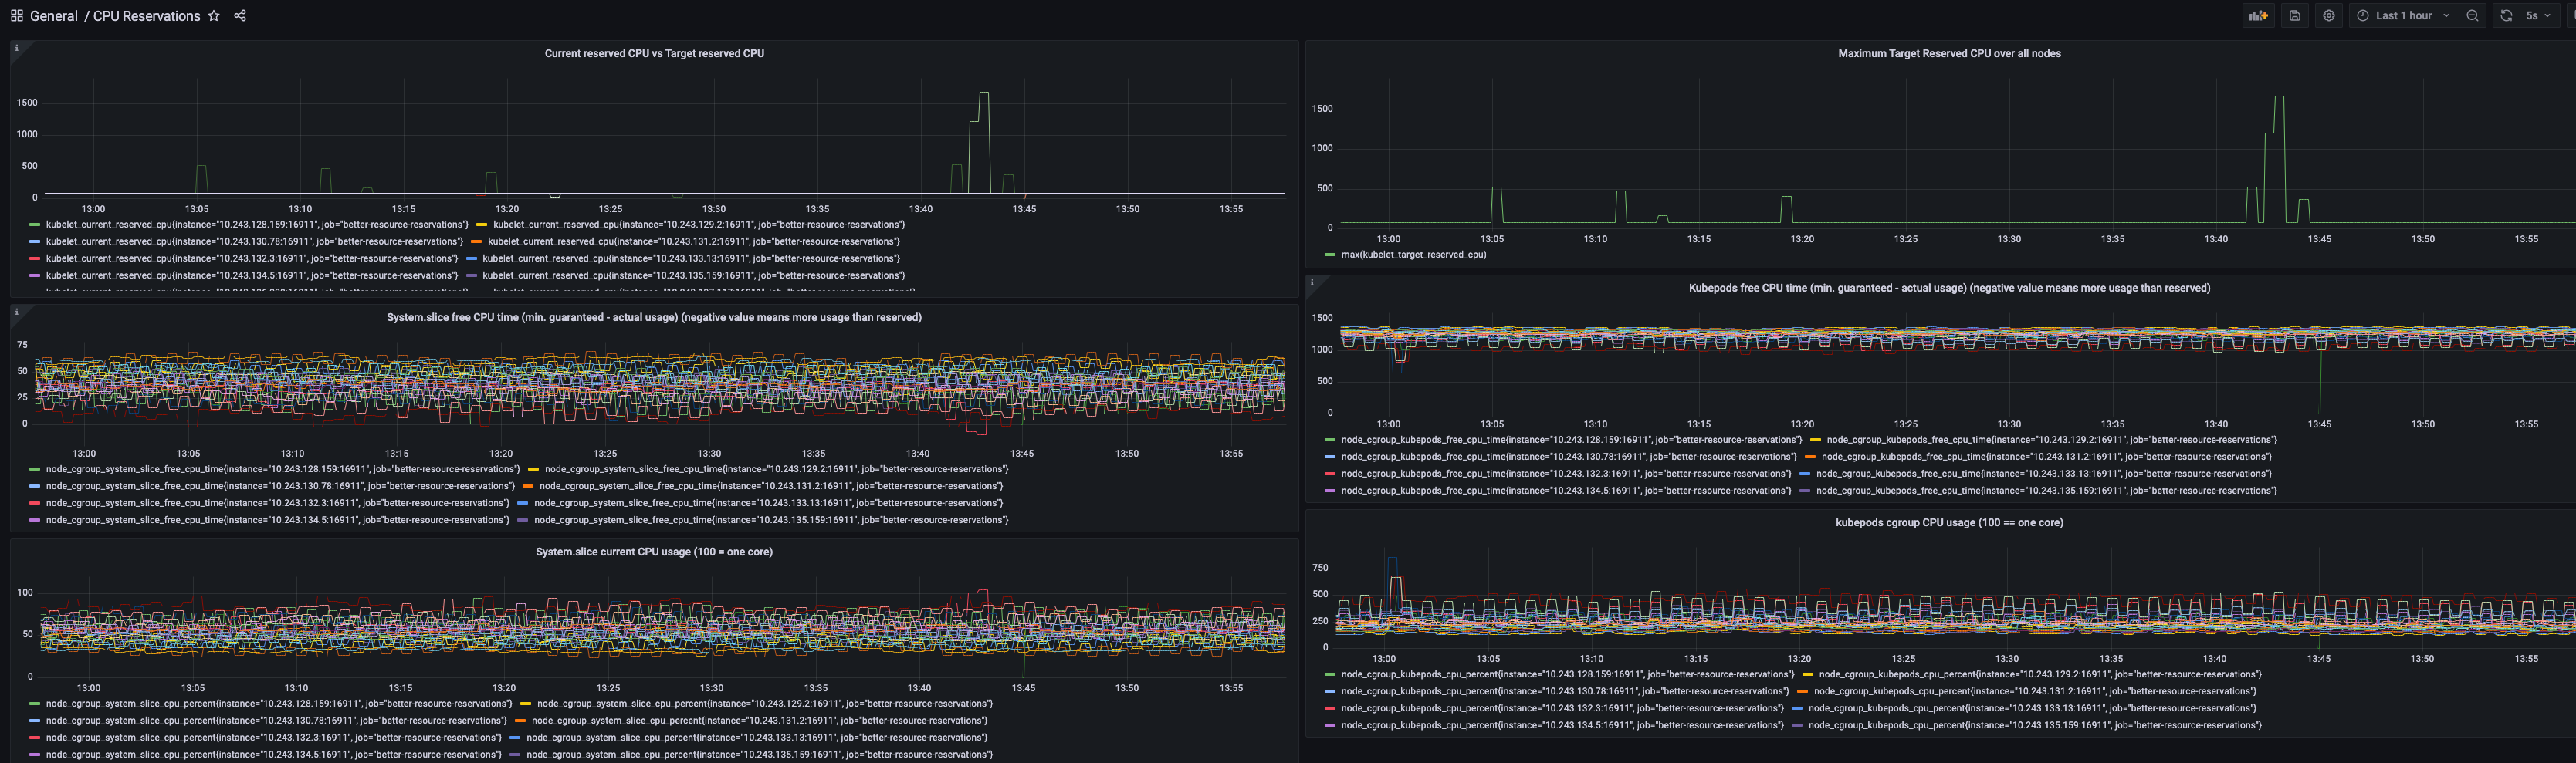 General / CPU Reservations
Last 1 hour
5s
Current reserved CPU vs Target reserved CPU
1500
1000
500
0
13:00 13:05 13:10 13:15 13:20 13:25 13:30 13:35 13:40 13:45 13:50 13:55
kubelet_current_reserved_cpu{instance="10.243.128.159:16911", job="better-resource-reservations"} kubelet_current_reserved_cpu{instance="10.243.129.2:16911", job="better-resource-reservations"}
kubelet_current_reserved_cpu{instance="10.243.130.78:16911", job="better-resource-reservations"} kubelet_current_reserved_cpu{instance="10.243.131.2:16911", job="better-resource-reservations"}
kubelet_current_reserved_cpu{instance="10.243.132.3:16911", job="better-resource-reservations"} kubelet_current_reserved_cpu{instance="10.243.133.13:16911", job="better-resource-reservations"}
kubelet_current_reserved_cpu{instance="10.243.134.5:16911", job="better-resource-reservations"} kubelet_current_reserved_cpu{instance="10.243.135.159:16911", job="better-resource-reservations"}
System.slice free CPU time (min. guaranteed - actual usage) (negative value means more usage than reserved)
75
50
25
0
13:00 13:05 13:10 13:15 13:20 13:25 13:30 13:35 13:40 13:45 13:50 13:55
node_cgroup_system_slice_free_cpu_time{instance="10.243.128.159:16911", job="better-resource-reservations"} node_cgroup_system_slice_free_cpu_time{instance="10.243.129.2:16911", job="better-resource-reservations"}
node_cgroup_system_slice_free_cpu_time{instance="10.243.130.78:16911", job="better-resource-reservations"} node_cgroup_system_slice_free_cpu_time{instance="10.243.131.2:16911", job="better-resource-reservations"}
node_cgroup_system_slice_free_cpu_time{instance="10.243.132.3:16911", job="better-resource-reservations"} node_cgroup_system_slice_free_cpu_time{instance="10.243.133.13:16911", job="better-resource-reservations"}
node_cgroup_system_slice_free_cpu_time{instance="10.243.134.5:16911", job="better-resource-reservations"} node_cgroup_system_slice_free_cpu_time{instance="10.243.135.159:16911", job="better-resource-reservations"}
System.slice current CPU usage (100 = one core)
100
50
0
13:00 13:05 13:10 13:15 13:20 13:25 13:30 13:35 13:40 13:45 13:50 13:55
node_cgroup_system_slice_cpu_percent{instance="10.243.128.159:16911", job="better-resource-reservations"} node_cgroup_system_slice_cpu_percent{instance="10.243.129.2:16911", job="better-resource-reservations"}
node_cgroup_system_slice_cpu_percent{instance="10.243.130.78:16911", job="better-resource-reservations"} node_cgroup_system_slice_cpu_percent{instance="10.243.131.2:16911", job="better-resource-reservations"}
node_cgroup_system_slice_cpu_percent{instance="10.243.132.3:16911", job="better-resource-reservations"} node_cgroup_system_slice_cpu_percent{instance="10.243.133.13:16911", job="better-resource-reservations"}
node_cgroup_system_slice_cpu_percent{instance="10.243.134.5:16911", job="better-resource-reservations"} node_cgroup_system_slice_cpu_percent{instance="10.243.135.159:16911", job="better-resource-reservations"}
Maximum Target Reserved CPU over all nodes
1500
1000
500
0
13:00 13:05 13:10 13:15 13:20 13:25 13:30 13:35 13:40 13:45 13:50 13:55
max(kubelet_target_reserved_cpu)
Kubepods free CPU time (min. guaranteed - actual usage) (negative value means more usage than reserved)
1500
1000
500
0
13:00 13:05 13:10 13:15 13:20 13:25 13:30 13:35 13:40 13:45 13:50 13:55
node_cgroup_kubepods_free_cpu_time{instance="10.243.128.159:16911", job="better-resource-reservations"} node_cgroup_kubepods_free_cpu_time{instance="10.243.129.2:16911", job="better-resource-reservations"}
node_cgroup_kubepods_free_cpu_time{instance="10.243.130.78:16911", job="better-resource-reservations"} node_cgroup_kubepods_free_cpu_time{instance="10.243.131.2:16911", job="better-resource-reservations"}
node_cgroup_kubepods_free_cpu_time{instance="10.243.132.3:16911", job="better-resource-reservations"} node_cgroup_kubepods_free_cpu_time{instance="10.243.133.13:16911", job="better-resource-reservations"}
node_cgroup_kubepods_free_cpu_time{instance="10.243.134.5:16911", job="better-resource-reservations"} node_cgroup_kubepods_free_cpu_time{instance="10.243.135.159:16911", job="better-resource-reservations"}
kubepods cgroup CPU usage (100 == one core)
750
500
250
0
13:00 13:05 13:10 13:15 13:20 13:25 13:30 13:35 13:40 13:45 13:50 13:55
node_cgroup_kubepods_cpu_percent{instance="10.243.128.159:16911", job="better-resource-reservations"} node_cgroup_kubepods_cpu_percent{instance="10.243.129.2:16911", job="better-resource-reservations"}
node_cgroup_kubepods_cpu_percent{instance="10.243.130.78:16911", job="better-resource-reservations"} node_cgroup_kubepods_cpu_percent{instance="10.243.131.2:16911", job="better-resource-reservations"}
node_cgroup_kubepods_cpu_percent{instance="10.243.132.3:16911", job="better-resource-reservations"} node_cgroup_kubepods_cpu_percent{instance="10.243.133.13:16911", job="better-resource-reservations"}
node_cgroup_kubepods_cpu_percent{instance="10.243.134.5:16911", job="better-resource-reservations"} node_cgroup_kubepods_cpu_percent{instance="10.243.135.159:16911", job="better-resource-reservations"}